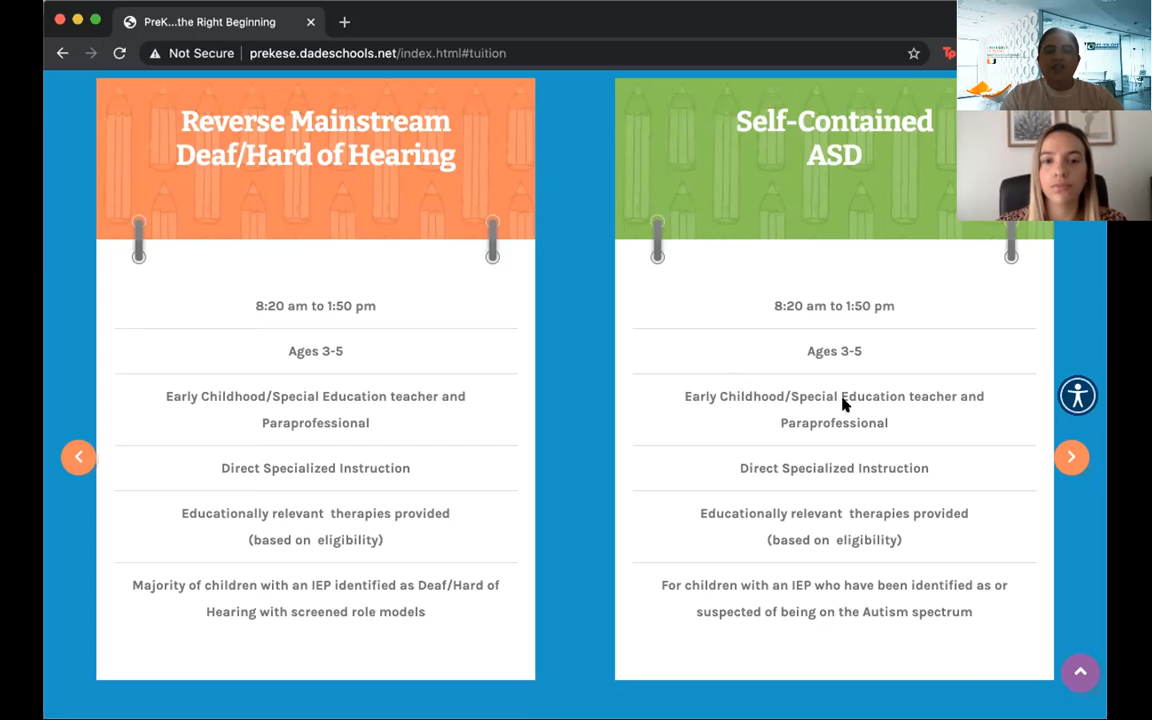 PreK...the Right Beginning
Not Secure
prekese.dadeschools.net/index.html#tuition
Reverse Mainstream
Deaf/Hard of Hearing
8:20 am to 1:50 pm
Ages 3-5
Early Childhood/Special Education teacher and
Paraprofessional
Direct Specialized Instruction
Educationally relevant therapies provided
(based on eligibility)
Majority of children with an IEP identified as Deaf/Hard of
Hearing with screened role models
Self-Contained
ASD
8:20 am to 1:50 pm
Ages 3-5
Early Childhood/Special Education teacher and
Paraprofessional
Direct Specialized Instruction
Educationally relevant therapies provided
(based on eligibility)
For children with an IEP who have been identified as or
suspected of being on the Autism spectrum